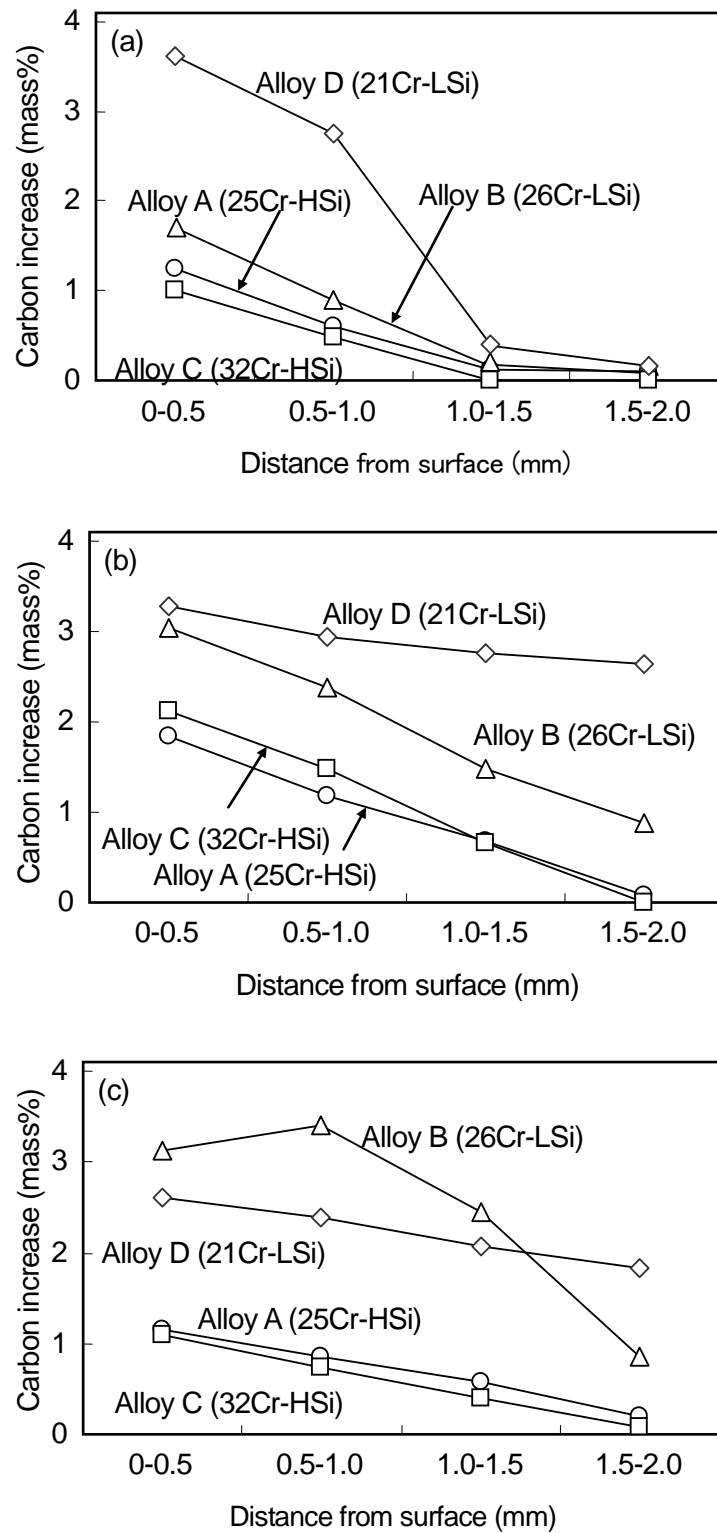 Carbon increase (mass%)
4
3
2
1
0
(a)
Alloy D (21Cr-LSi)
Alloy A (25Cr-HSi)
Alloy B (26Cr-LSi)
Alloy C (32Cr-HSi)
0-0.5 0.5-1.0 1.0-1.5 1.5-2.0
Distance from surface (mm)
Carbon increase (mass%)
4
3
2
1
0
(b)
Alloy D (21Cr-LSi)
Alloy B (26Cr-LSi)
Alloy C (32Cr-HSi)
Alloy A (25Cr-HSi)
0-0.5 0.5-1.0 1.0-1.5 1.5-2.0
Distance from surface (mm)
Carbon increase (mass%)
4
3
2
1
0
(c)
Alloy B (26Cr-LSi)
Alloy D (21Cr-LSi)
Alloy A (25Cr-HSi)
Alloy C (32Cr-HSi)
0-0.5 0.5-1.0 1.0-1.5 1.5-2.0
Distance from surface (mm)